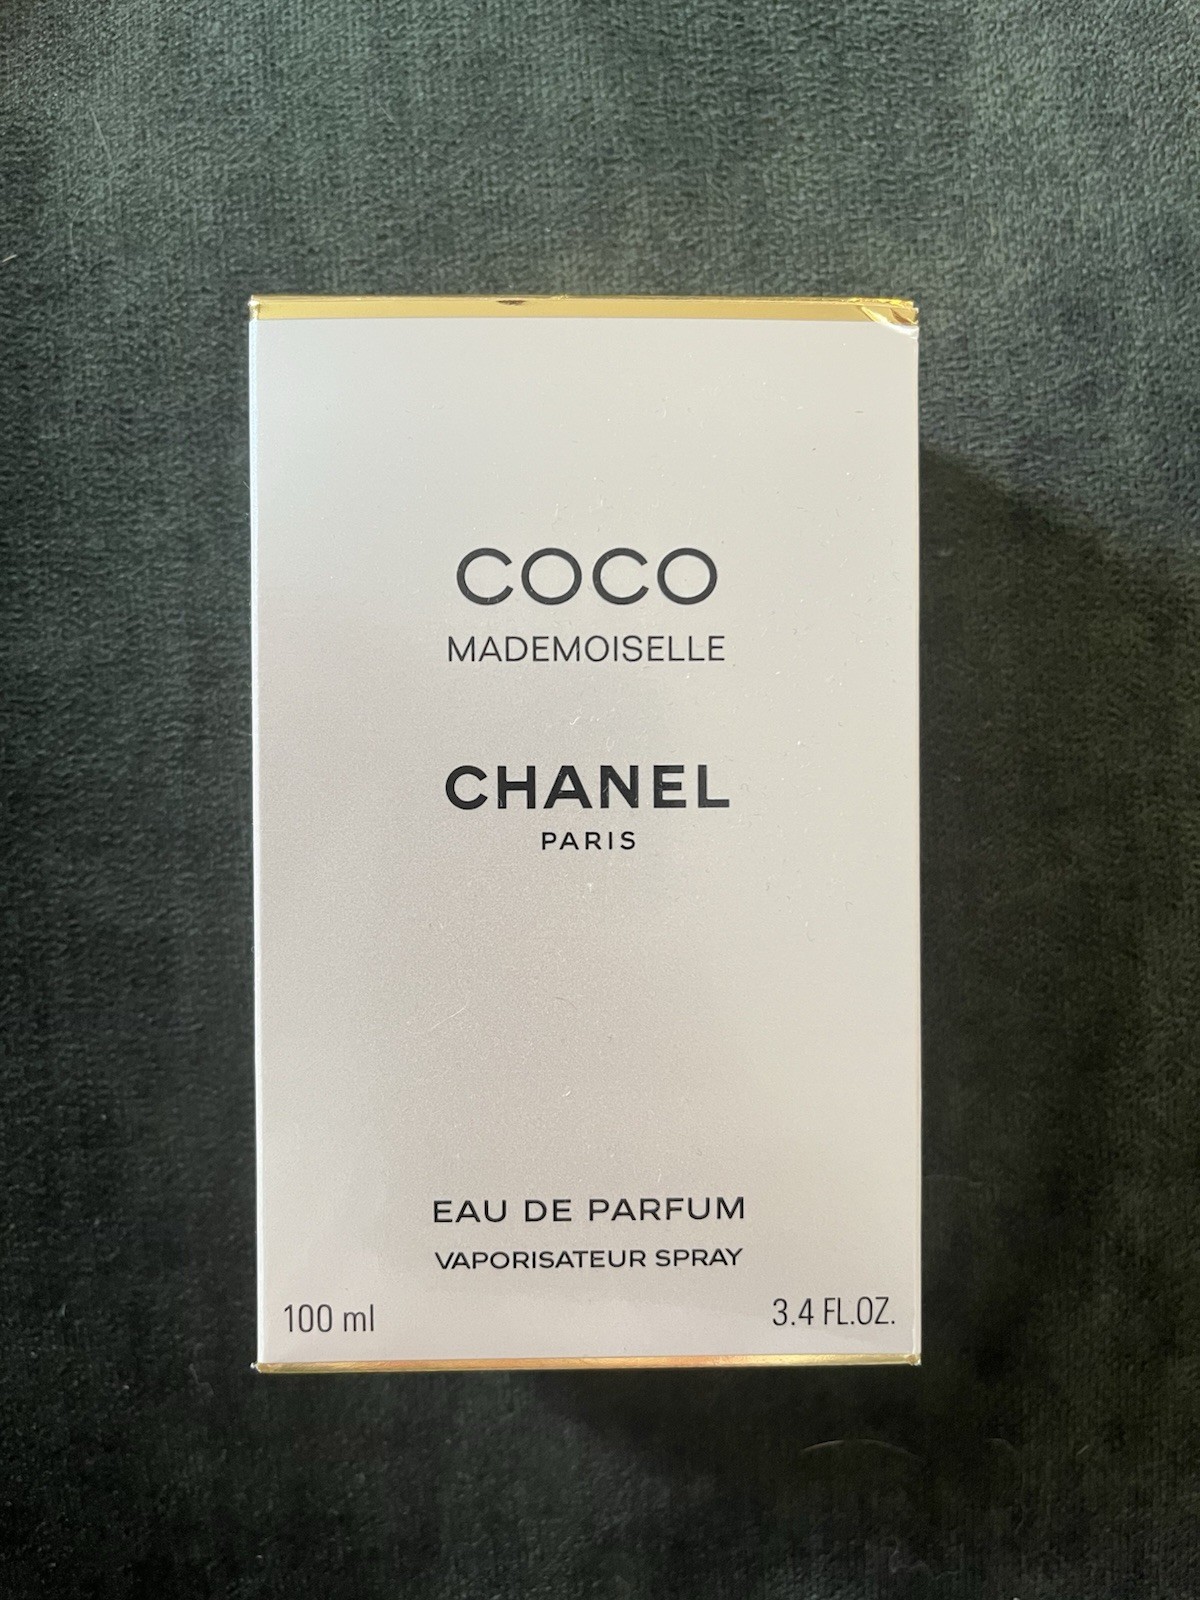 COCO
MADEMOISELLE
CHANEL
PARIS
EAU DE PARFUM
VAPORISATEUR SPRAY
100 ml 3.4 FL.OZ.